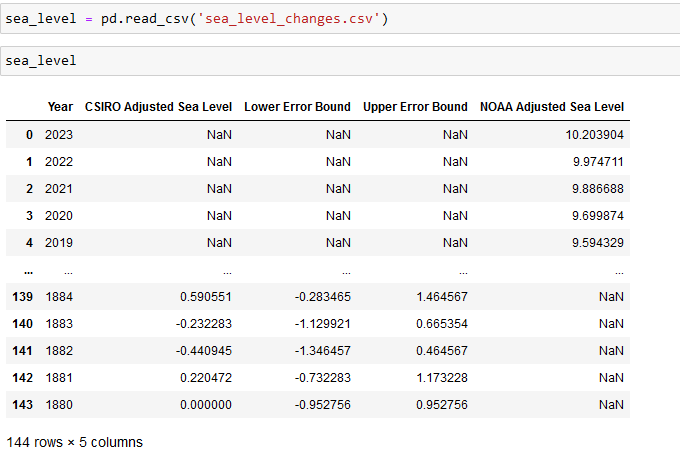 sea_level = pd.read_csv('sea_level_changes.csv')
sea_level
Year CSIRO Adjusted Sea Level Lower Error Bound Upper Error Bound NOAA Adjusted Sea Level
0 2023 NaN NaN NaN 10.203904
1 2022 NaN NaN NaN 9.974711
2 2021 NaN NaN NaN 9.886688
3 2020 NaN NaN NaN 9.699874
4 2019 NaN NaN NaN 9.594329
... ... ... ... ... ...
139 1884 0.590551 -0.283465 1.464567 NaN
140 1883 -0.232283 -1.129921 0.665354 NaN
141 1882 -0.440945 -1.346457 0.464567 NaN
142 1881 0.220472 -0.732283 1.173228 NaN
143 1880 0.000000 -0.952756 0.952756 NaN
144 rows × 5 columns